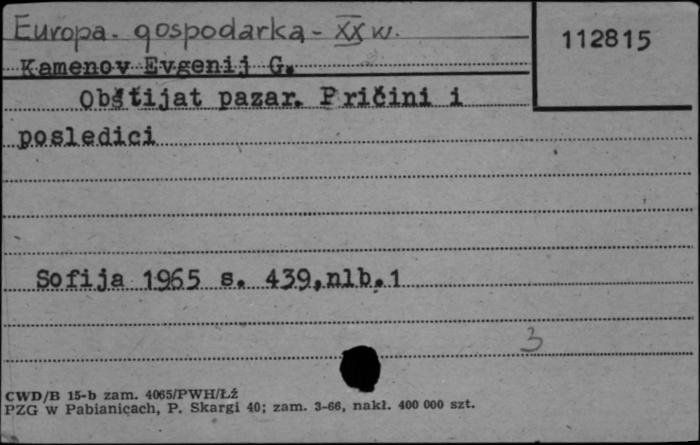 Europa - gospodarka - XX w.
112815
Kamenov Evgenij G.
Obštijat pazar. Pričini i
posledici
Sofija 1965 s. 439,nlb.1
3
CWD/B 15-b zam. 4065/PWH/Łź
PZG w Pabianicach, P. Skargi 40; zam. 3-66, nakł. 400 000 szt.